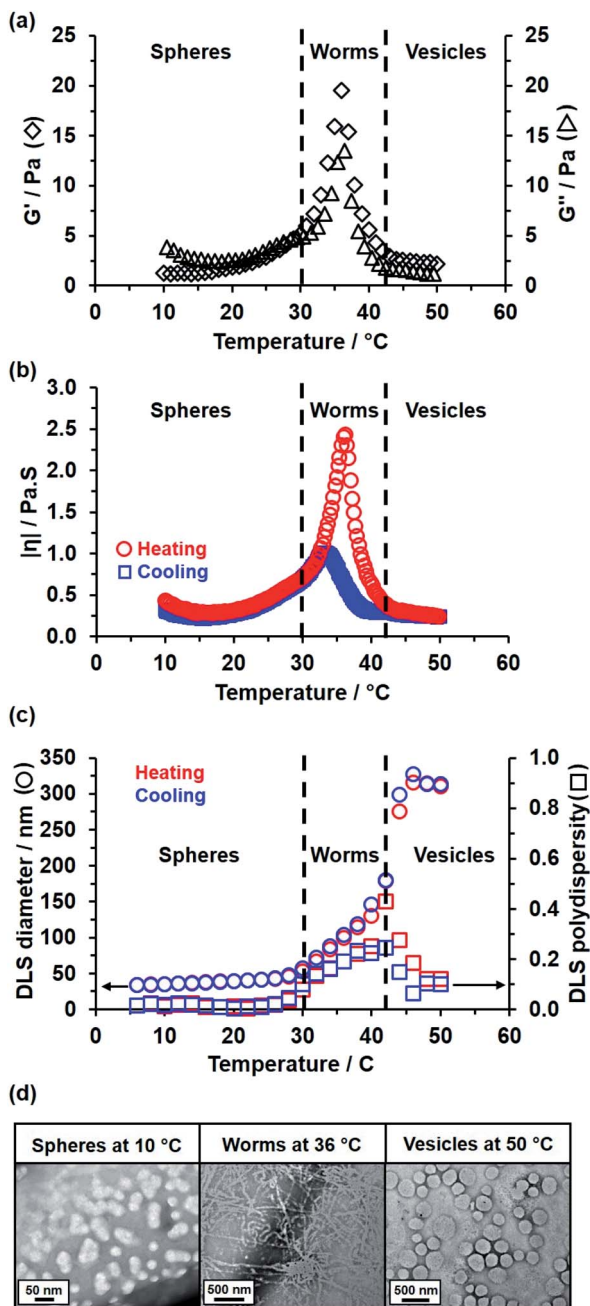 (a)
25
20
15
10
5
0
G' / Pa (◇)
Spheres
Worms
Vesicles
25
20
15
10
5
0
G'' / Pa (△)
0
10
20
30
40
50
60
Temperature / °C
(b)
3.0
2.5
2.0
1.5
1.0
0.5
0.0
|η| / Pa.S
Spheres
Worms
Vesicles
Heating
Cooling
0
10
20
30
40
50
60
Temperature / °C
(c)
350
300
250
200
150
100
50
0
DLS diameter / nm (○)
Heating
Cooling
Spheres
Worms
Vesicles
1.0
0.8
0.6
0.4
0.2
0.0
DLS polydispersity (□)
0
10
20
30
40
50
60
Temperature / C
(d)
Spheres at 10 °C
Worms at 36 °C
Vesicles at 50 °C
50 nm
500 nm
500 nm